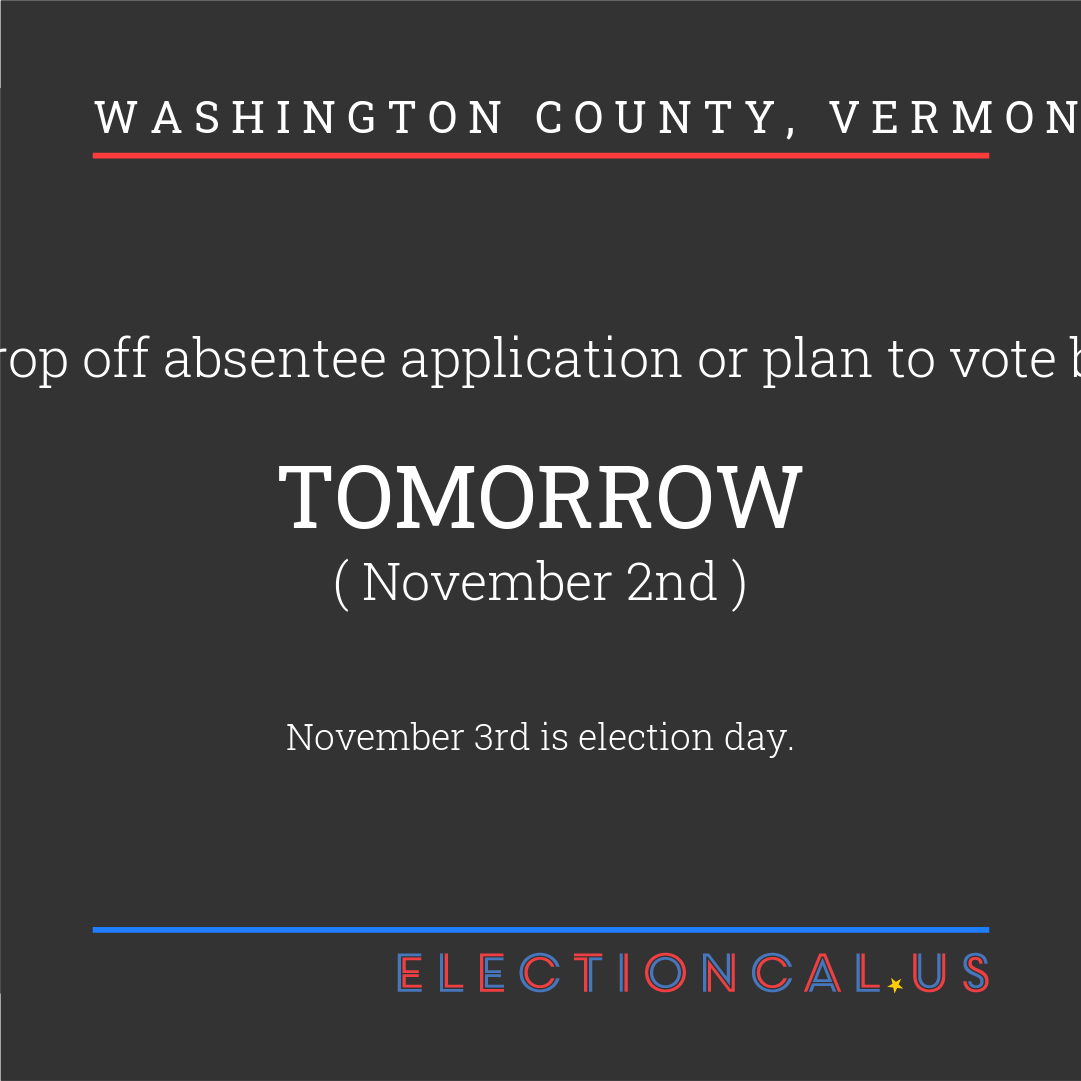 WASHINGTON COUNTY, VERMON
rop off absentee application or plan to vote b
TOMORROW
( November 2nd )
November 3rd is election day.
ELECTIONCAL.US